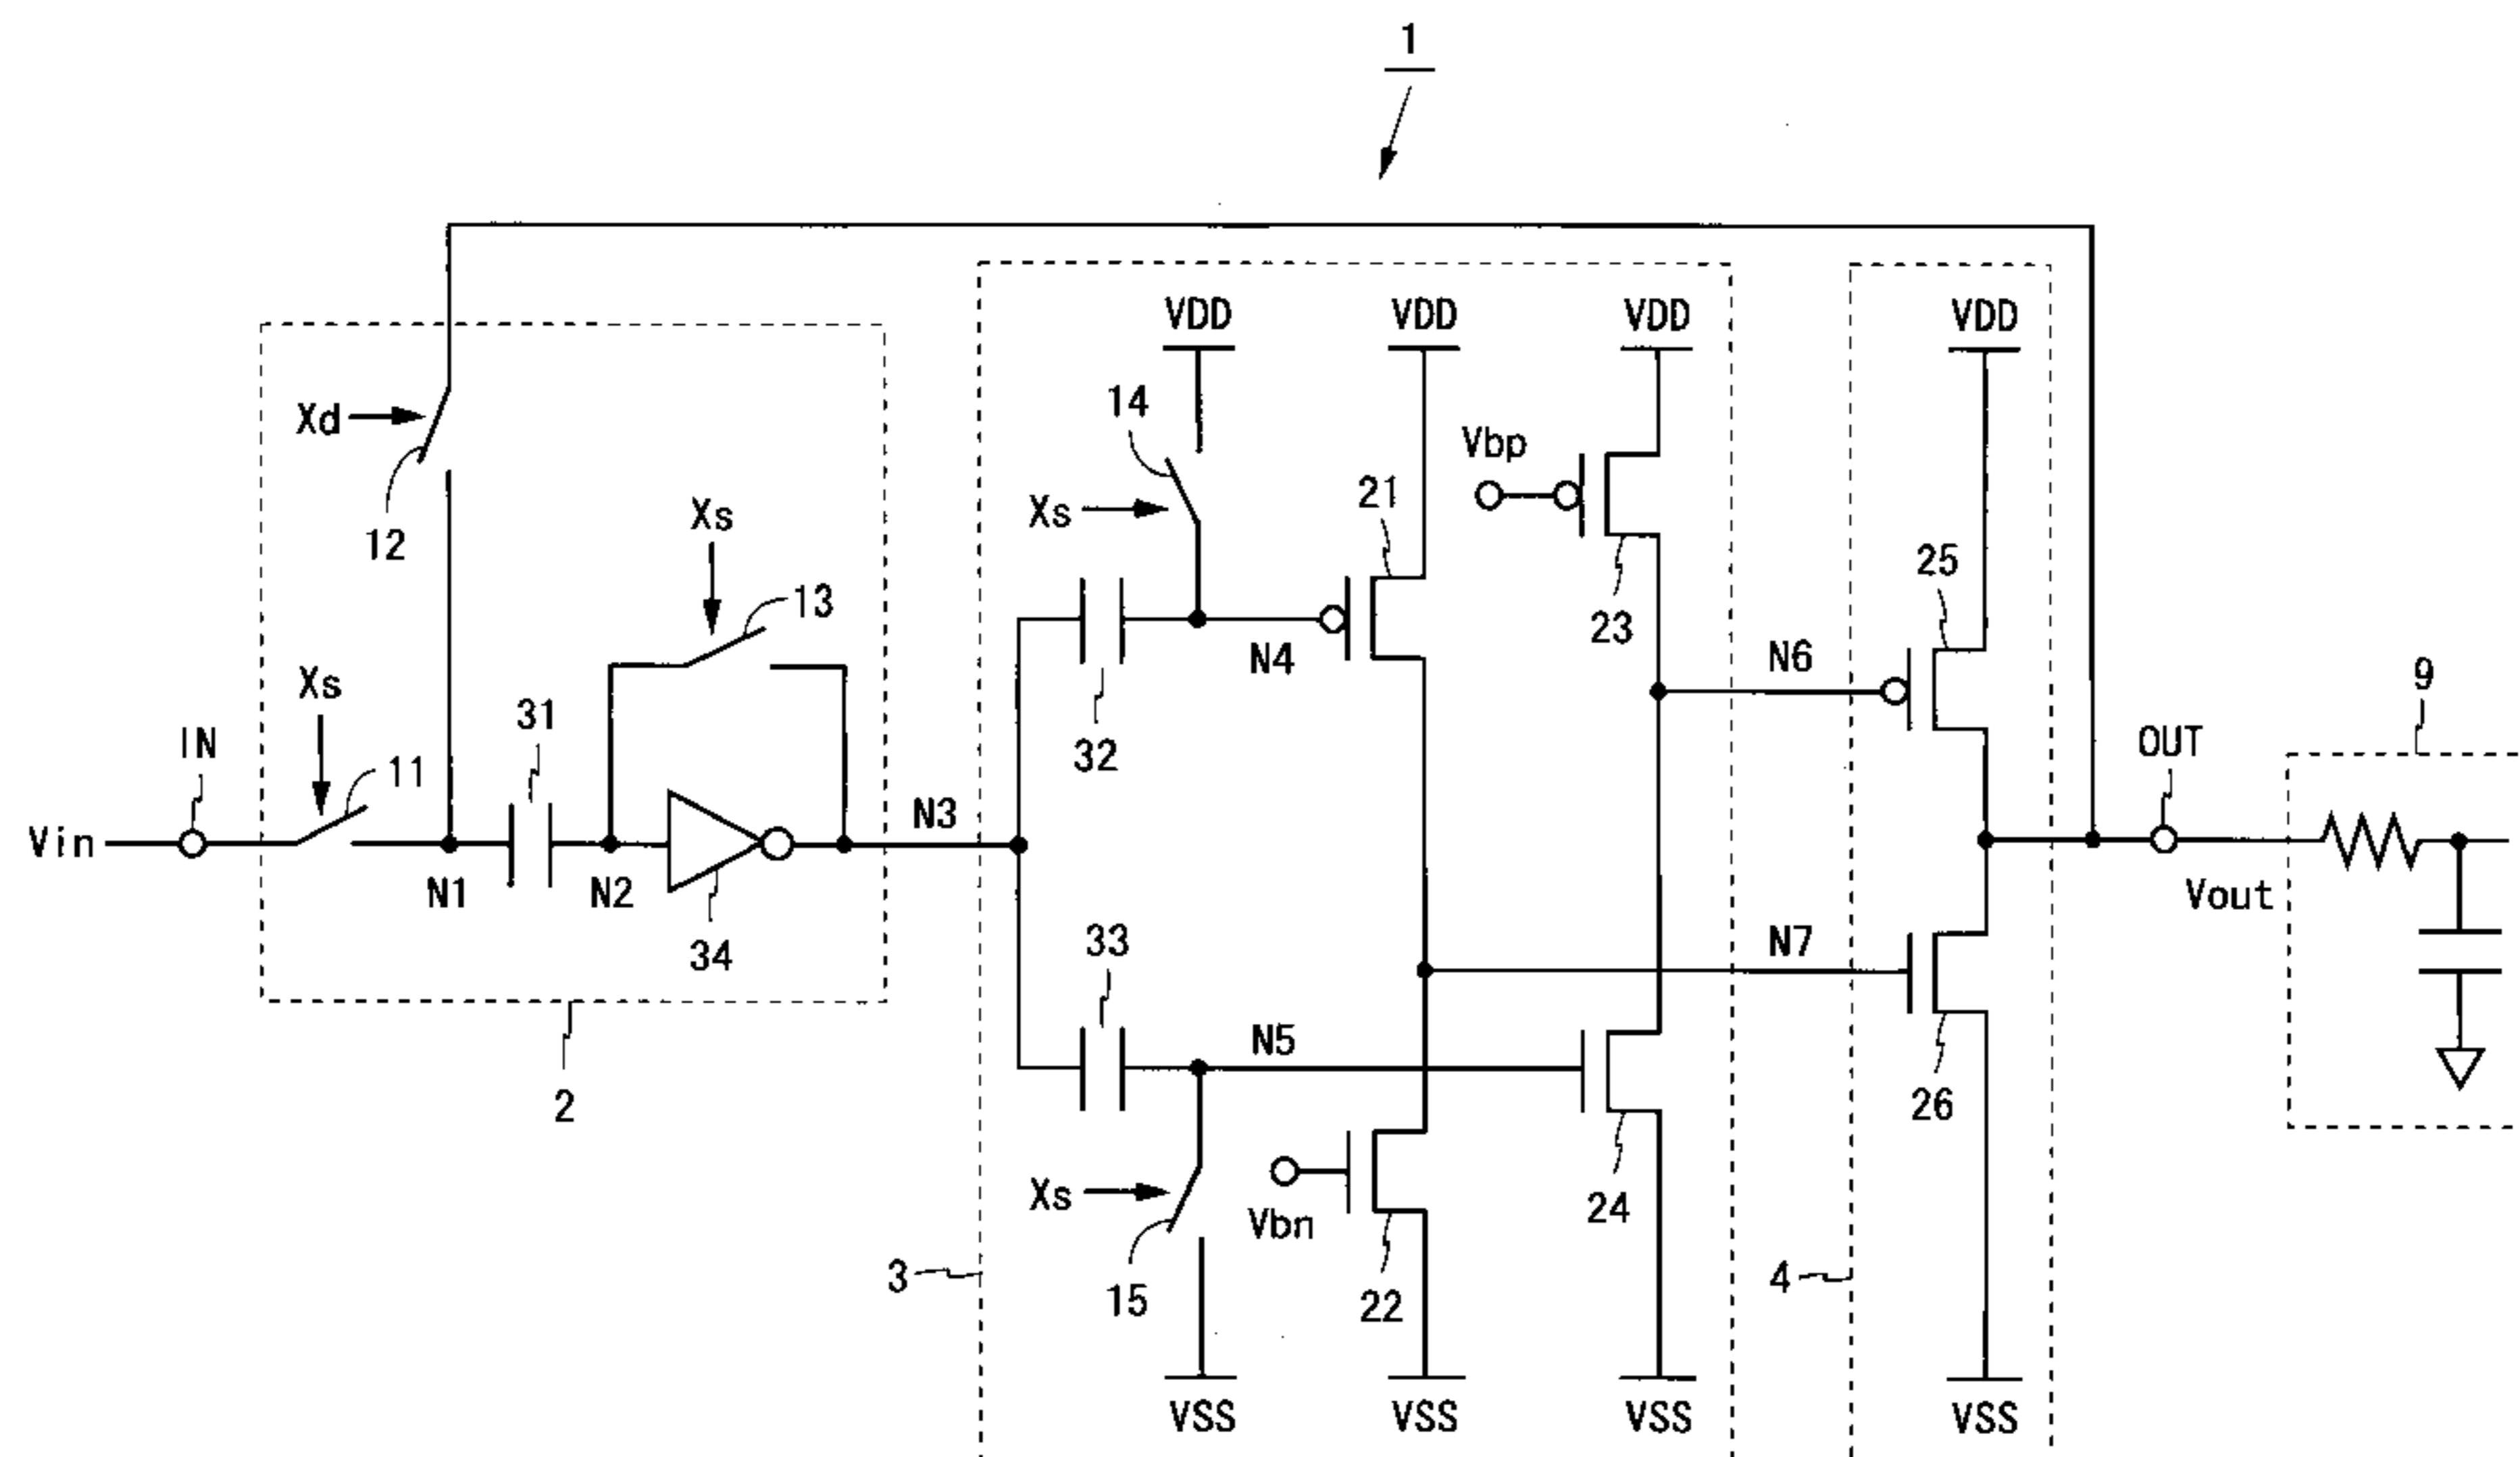 1
VDD
VDD
VDD
VDD
14
Xd
Vbp
21
Xs
Xs
12
25
13
23
N4
N6
Xs
9
31
IN
32
OUT
11
N3
Vin
N1
N2
Vout
33
34
N7
N5
2
26
Xs
24
Vbn
3
15
22
4
VSS
VSS
VSS
VSS